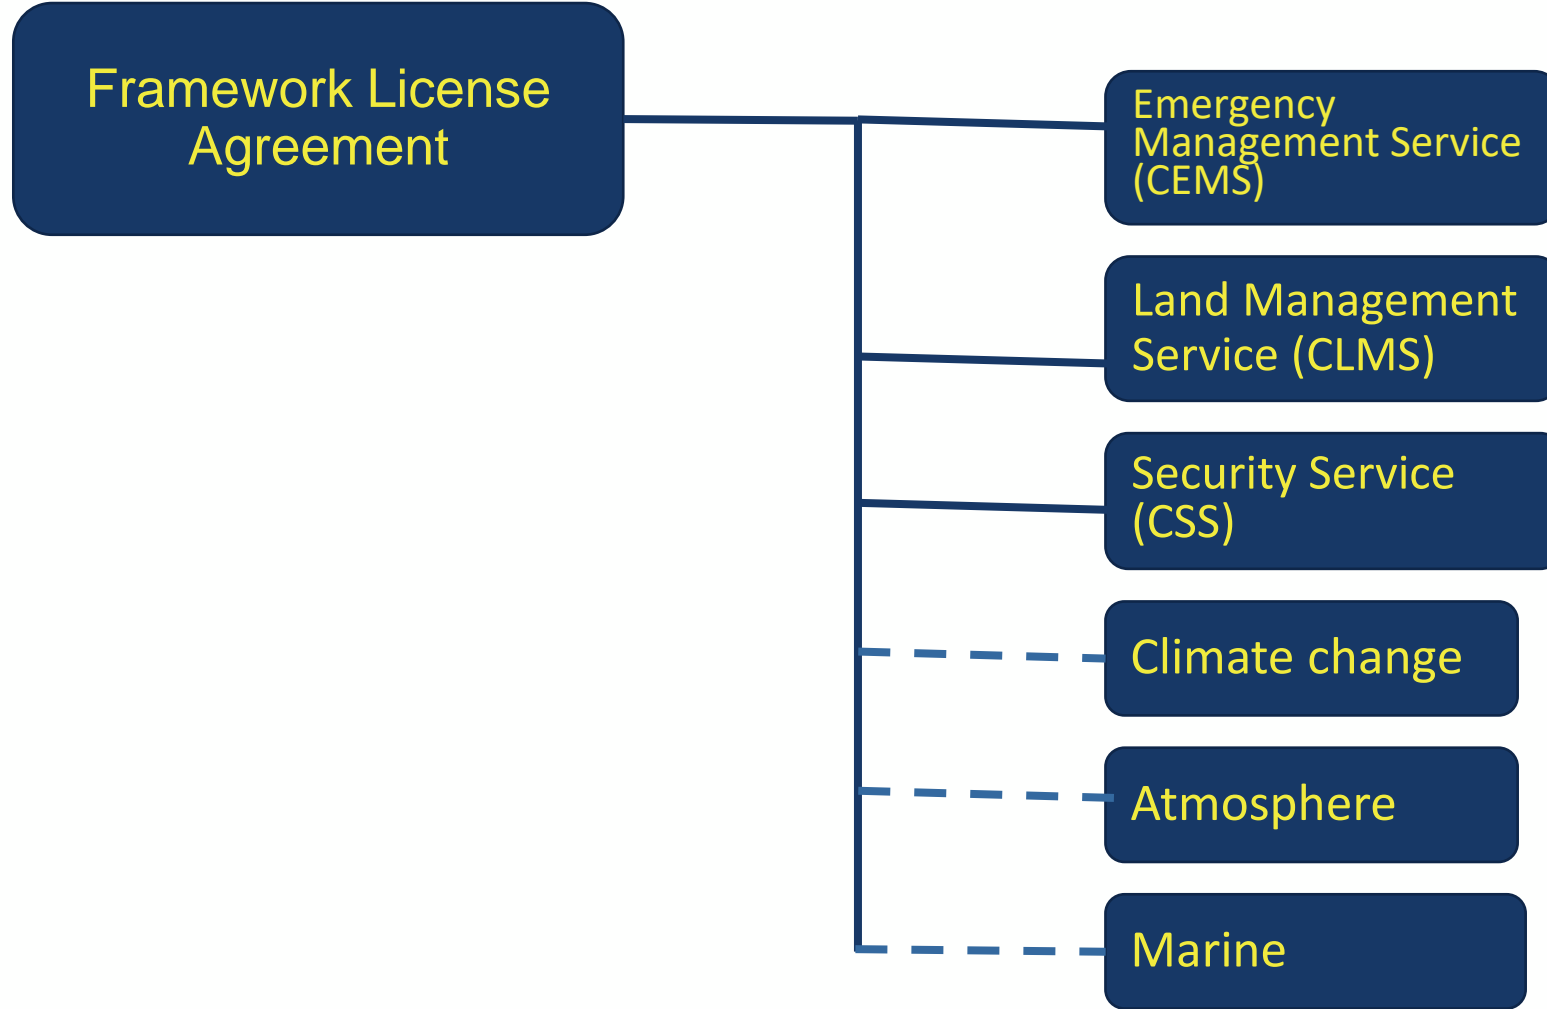 Framework License
Agreement
Emergency
Management Service
(CEMS)
Land Management
Service (CLMS)
Security Service
(CSS)
Climate change
Atmosphere
Marine